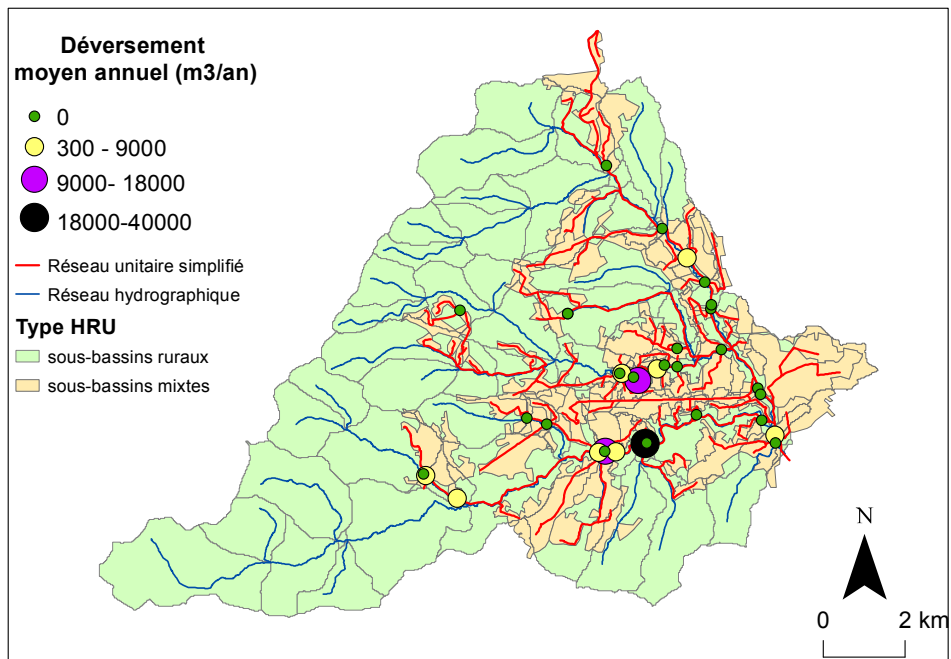 Déversement
moyen annuel (m3/an)
0
300 - 9000
9000- 18000
18000-40000
Réseau unitaire simplifié
Réseau hydrographique
Type HRU
sous-bassins ruraux
sous-bassins mixtes
N
0 2 km